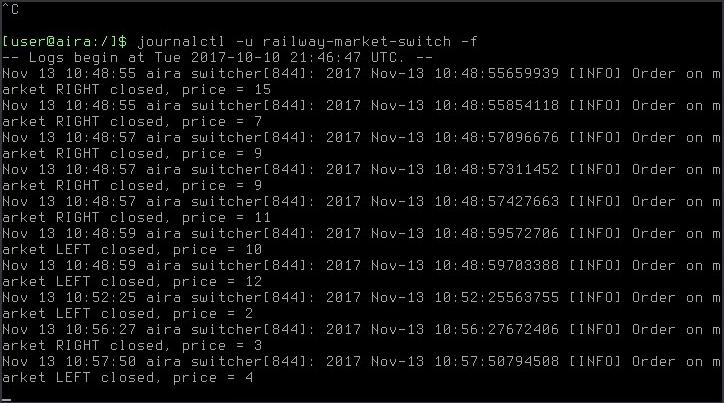 ^C
[user@aira:/]$ journalctl -u railway-market-switch -f
-- Logs begin at Tue 2017-10-10 21:46:47 UTC. --
Nov 13 10:48:55 aira switcher[844]: 2017 Nov-13 10:48:55659939 [INFO] Order on m
arket RIGHT closed, price = 15
Nov 13 10:48:55 aira switcher[844]: 2017 Nov-13 10:48:55854118 [INFO] Order on m
arket RIGHT closed, price = 7
Nov 13 10:48:57 aira switcher[844]: 2017 Nov-13 10:48:57096676 [INFO] Order on m
arket RIGHT closed, price = 9
Nov 13 10:48:57 aira switcher[844]: 2017 Nov-13 10:48:57311452 [INFO] Order on m
arket RIGHT closed, price = 9
Nov 13 10:48:57 aira switcher[844]: 2017 Nov-13 10:48:57427663 [INFO] Order on m
arket RIGHT closed, price = 11
Nov 13 10:48:59 aira switcher[844]: 2017 Nov-13 10:48:59572706 [INFO] Order on m
arket LEFT closed, price = 10
Nov 13 10:48:59 aira switcher[844]: 2017 Nov-13 10:48:59703388 [INFO] Order on m
arket LEFT closed, price = 12
Nov 13 10:52:25 aira switcher[844]: 2017 Nov-13 10:52:25563755 [INFO] Order on m
arket LEFT closed, price = 2
Nov 13 10:56:27 aira switcher[844]: 2017 Nov-13 10:56:27672406 [INFO] Order on m
arket RIGHT closed, price = 3
Nov 13 10:57:50 aira switcher[844]: 2017 Nov-13 10:57:50794508 [INFO] Order on m
arket LEFT closed, price = 4